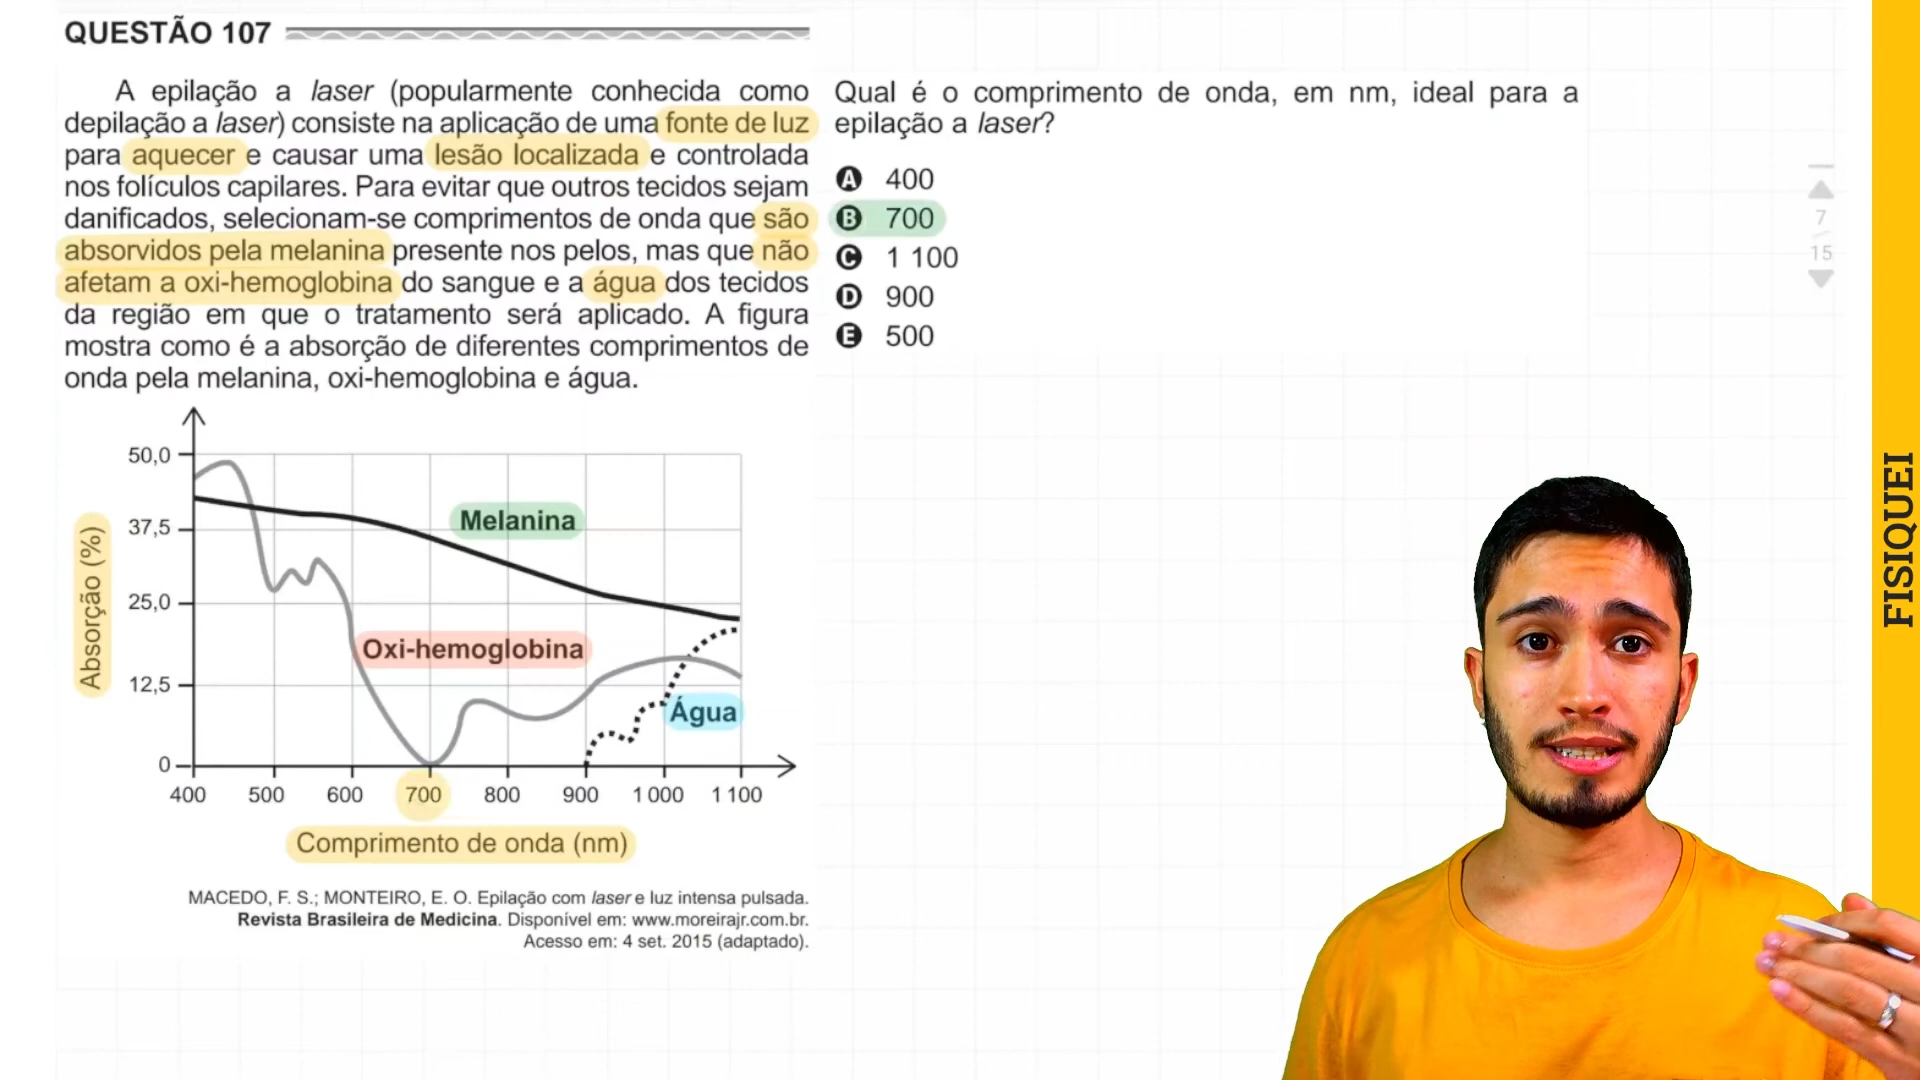 QUESTÃO 107
A epilação a laser (popularmente conhecida como
depilação a laser) consiste na aplicação de uma fonte de luz
para aquecer e causar uma lesão localizada e controlada
nos folículos capilares. Para evitar que outros tecidos sejam
danificados, selecionam-se comprimentos de onda que são
absorvidos pela melanina presente nos pelos, mas que não
afetam a oxi-hemoglobina do sangue e a água dos tecidos
da região em que o tratamento será aplicado. A figura
mostra como é a absorção de diferentes comprimentos de
onda pela melanina, oxi-hemoglobina e água.
50,0
37,5
25,0
12,5
0
Absorção (%)
Melanina
Oxi-hemoglobina
Água
400 500 600 700 800 900 1 000 1 100
Comprimento de onda (nm)
MACEDO, F. S.; MONTEIRO, E. O. Epilação com laser e luz intensa pulsada.
Revista Brasileira de Medicina. Disponível em: www.moreirajr.com.br.
Acesso em: 4 set. 2015 (adaptado).
Qual é o comprimento de onda, em nm, ideal para a
epilação a laser?
A 400
B 700
C 1 100
D 900
E 500
7
15
FISIQUEI